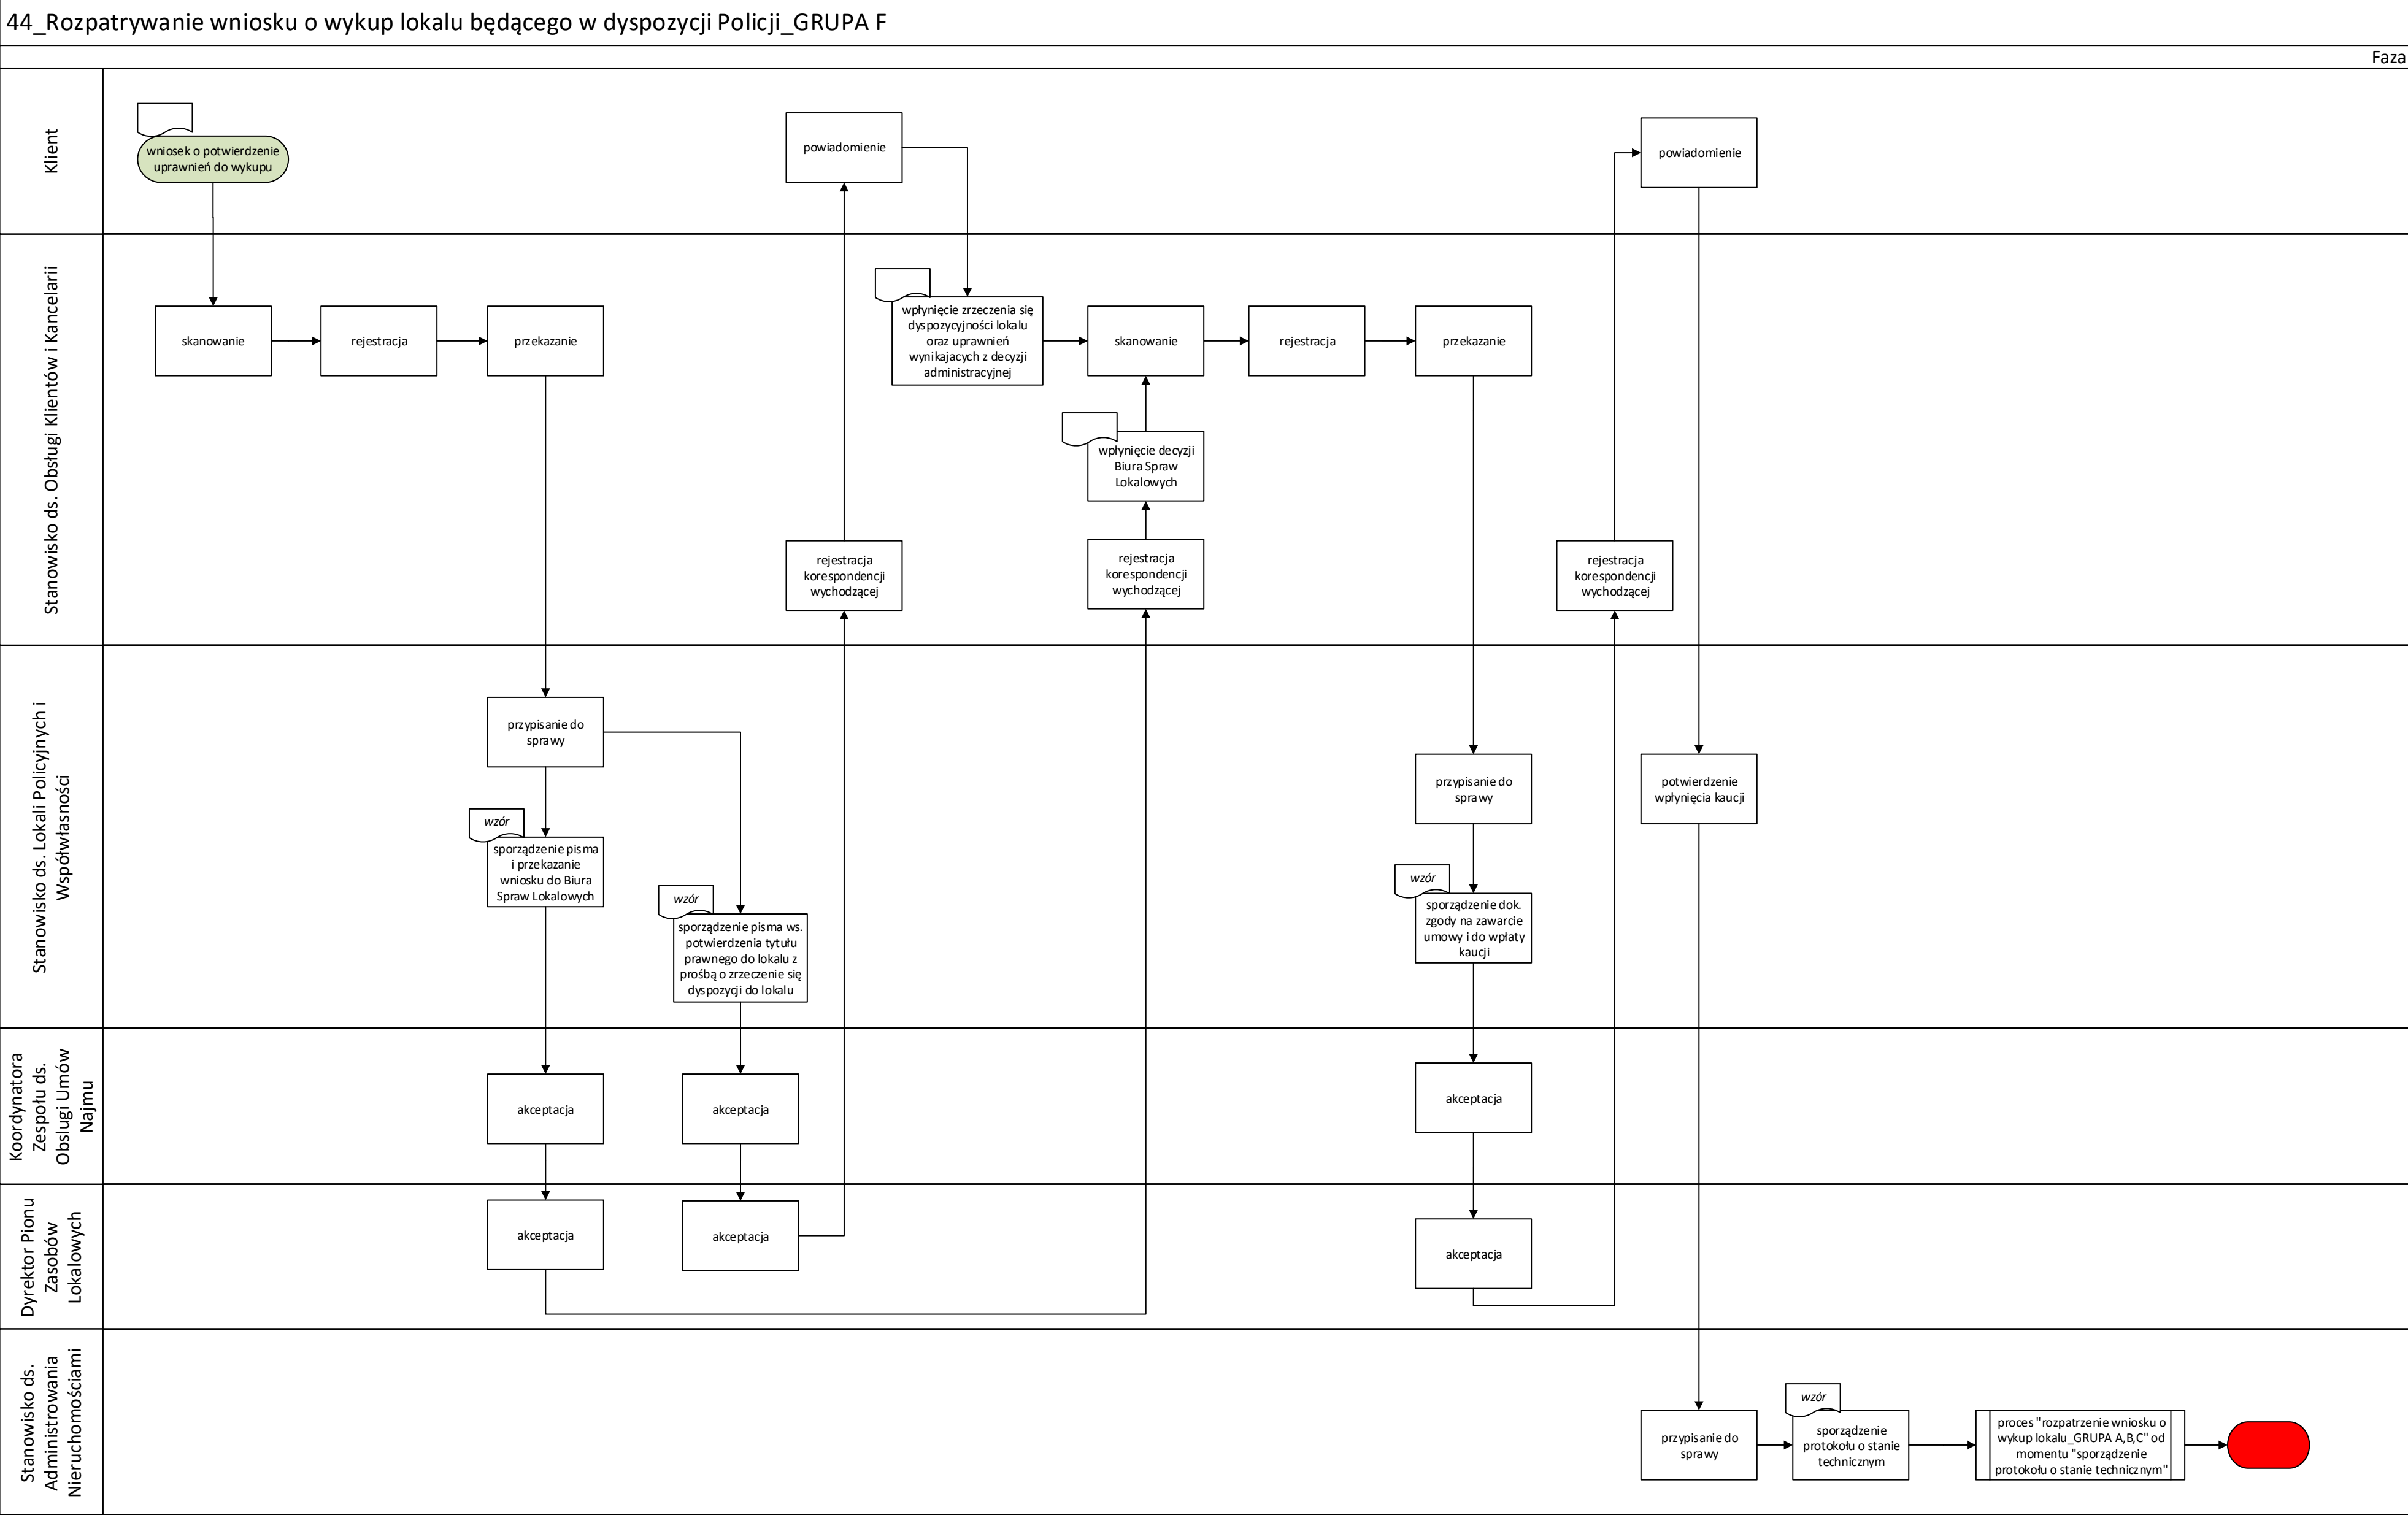 44_Rozpatrywanie wniosku o wykup lokalu będącego w dyspozycji Policji_GRUPA F
Faza
Klient
wniosek o potwierdzenie
uprawnień do wykupu
powiadomienie
powiadomienie
Stanowisko ds. Obsługi Klientów i Kancelarii
skanowanie
rejestracja
przekazanie
wpłynięcie zrzeczenia się
dyspozycyjności lokalu
oraz uprawnień
wynikajacych z decyzji
administracyjnej
skanowanie
rejestracja
przekazanie
wpłynięcie decyzji
Biura Spraw
Lokalowych
rejestracja
korespondencji
wychodzącej
rejestracja
korespondencji
wychodzącej
rejestracja
korespondencji
wychodzącej
Stanowisko ds. Lokali Policyjnych i
Współwłasności
przypisanie do
sprawy
wzór
sporządzenie pisma
i przekazanie
wniosku do Biura
Spraw Lokalowych
wzór
sporządzenie pisma ws.
potwierdzenia tytułu
prawnego do lokalu z
prośbą o zrzeczenie się
dyspozycji do lokalu
przypisanie do
sprawy
wzór
sporządzenie dok.
zgody na zawarcie
umowy i do wpłaty
kaucji
potwierdzenie
wpłynięcia kaucji
Koordynatora
Zespołu ds.
Obslugi Umów
Najmu
akceptacja
akceptacja
akceptacja
Dyrektor Pionu
Zasobów
Lokalowych
akceptacja
akceptacja
akceptacja
Stanowisko ds.
Administrowania
Nieruchomościami
przypisanie do
sprawy
wzór
sporządzenie
protokołu o stanie
technicznym
proces "rozpatrzenie wniosku o
wykup lokalu_GRUPA A,B,C" od
momentu "sporządzenie
protokołu o stanie technicznym"